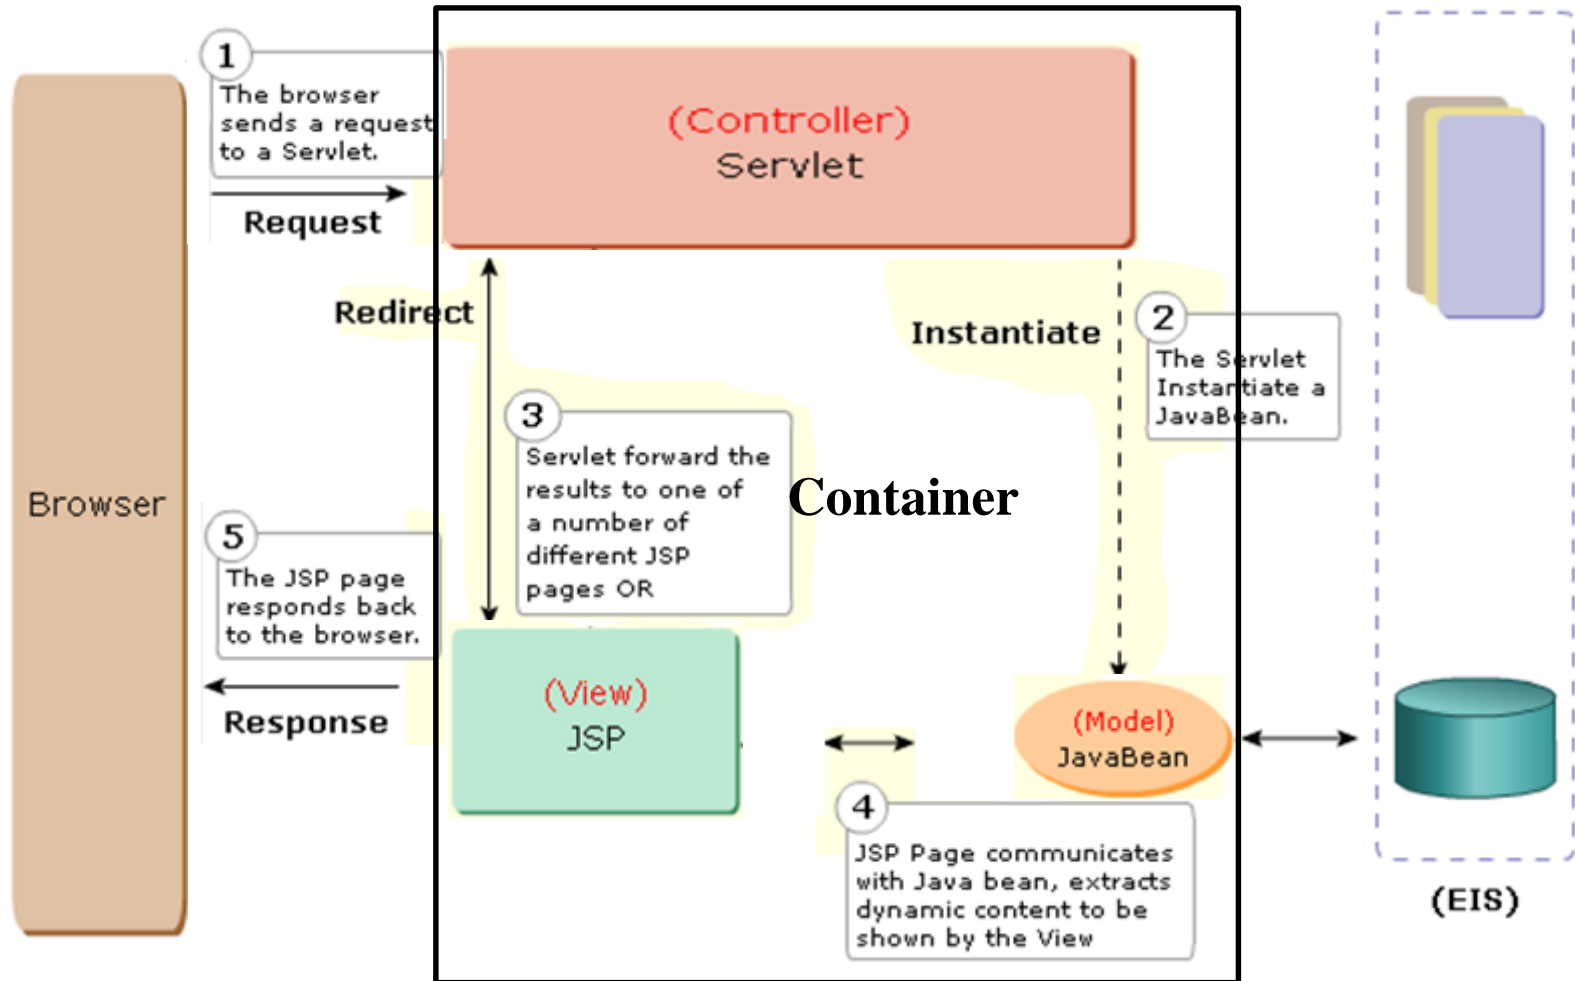 1
The browser
sends a request
to a Servlet.
Request
(Controller)
Servlet
Redirect
Instantiate
2
The Servlet
Instantiate a
JavaBean.
3
Servlet forward the
results to one of
a number of
different JSP
pages OR
Container
Browser
5
The JSP page
responds back
to the browser.
Response
(View)
JSP
(Model)
JavaBean
4
JSP Page communicates
with Java bean, extracts
dynamic content to be
shown by the View
(EIS)